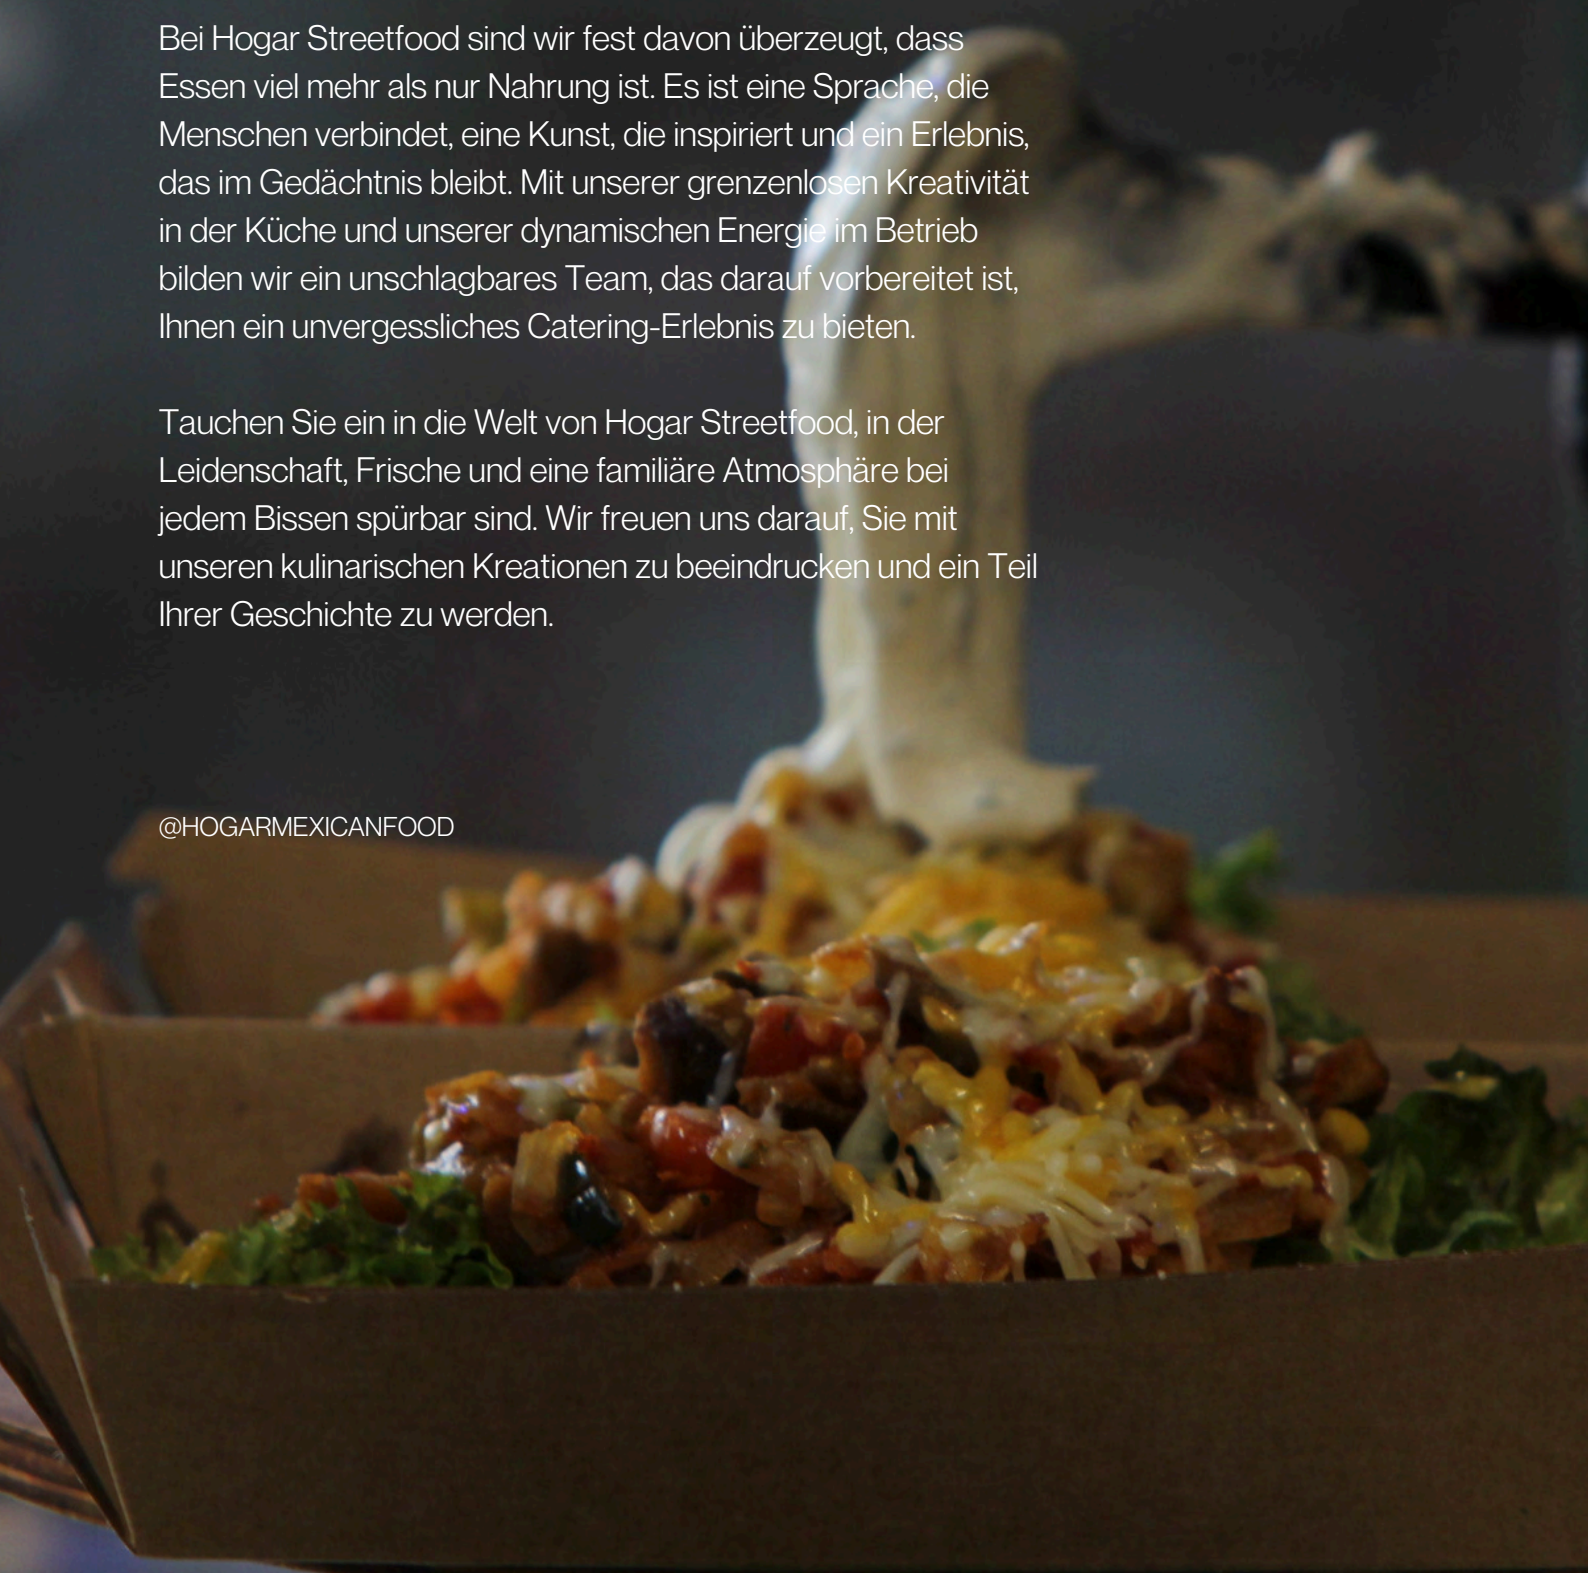 Bei Hogar Streetfood sind wir fest davon überzeugt, dass
Essen viel mehr als nur Nahrung ist. Es ist eine Sprache, die
Menschen verbindet, eine Kunst, die inspiriert und ein Erlebnis,
das im Gedächtnis bleibt. Mit unserer grenzenlosen Kreativität
in der Küche und unserer dynamischen Energie im Betrieb
bilden wir ein unschlagbares Team, das darauf vorbereitet ist,
Ihnen ein unvergessliches Catering-Erlebnis zu bieten.
Tauchen Sie ein in die Welt von Hogar Streetfood, in der
Leidenschaft, Frische und eine familiäre Atmosphäre bei
jedem Bissen spürbar sind. Wir freuen uns darauf, Sie mit
unseren kulinarischen Kreationen zu beeindrucken und ein Teil
Ihrer Geschichte zu werden.
@HOGARMEXICANFOOD